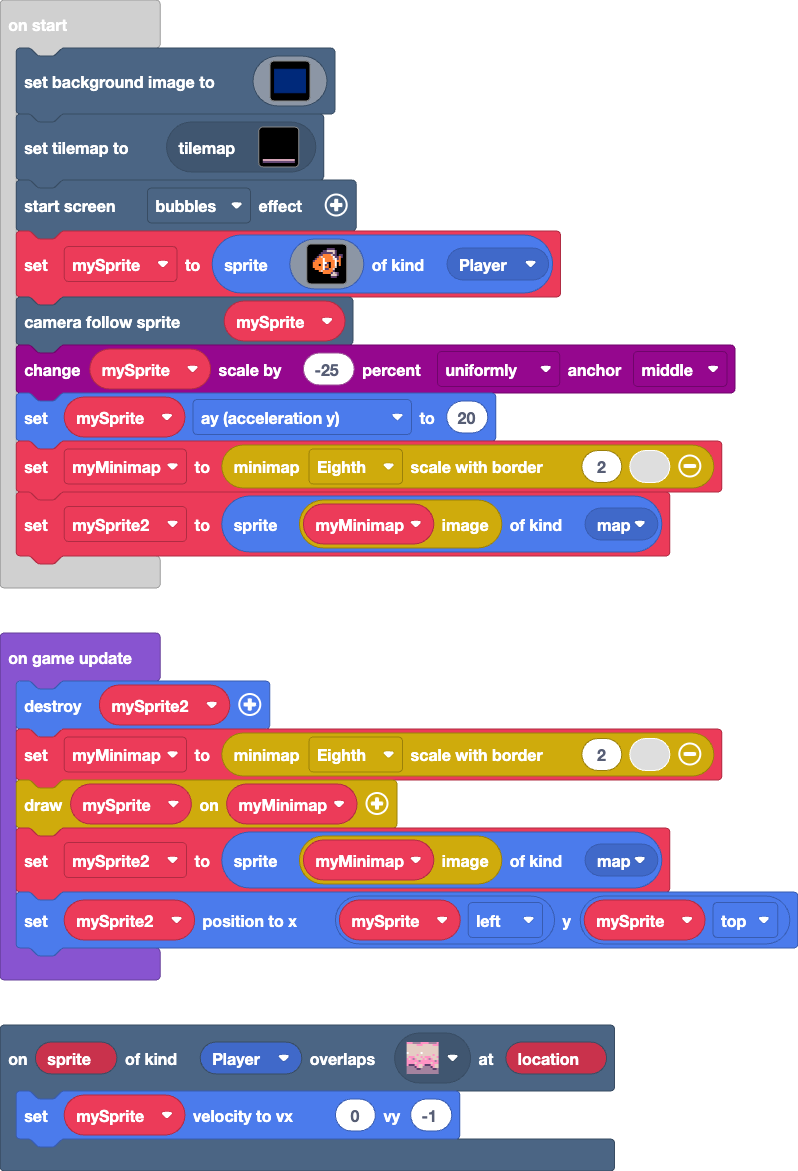 on start
set background image to
set tilemap to tilemap
start screen bubbles effect
set mySprite to sprite of kind Player
camera follow sprite mySprite
change mySprite scale by -25 percent uniformly anchor middle
set mySprite ay (acceleration y) to 20
set myMinimap to minimap Eighth scale with border 2
set mySprite2 to sprite myMinimap image of kind map
on game update
destroy mySprite2
set myMinimap to minimap Eighth scale with border 2
draw mySprite on myMinimap
set mySprite2 to sprite myMinimap image of kind map
set mySprite2 position to x mySprite left y mySprite top
on sprite of kind Player overlaps at location
set mySprite velocity to vx 0 vy -1